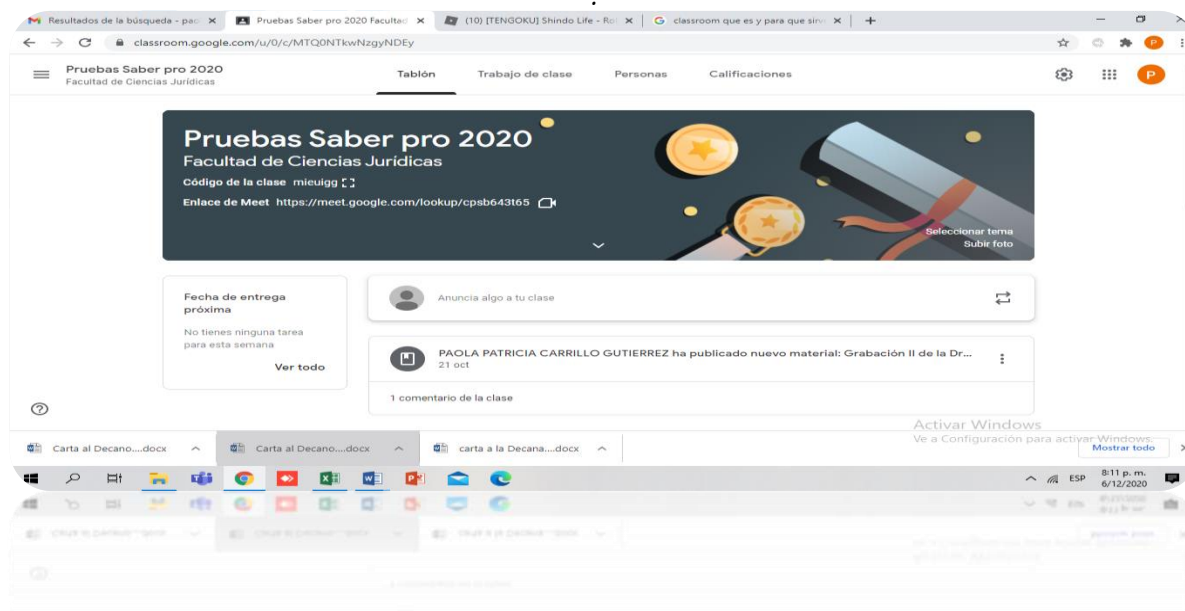 Resultados de la búsqueda - pao
Pruebas Saber pro 2020 Facultad
(10) [TENGOKU] Shindo Life - Ro
classroom que es y para que sirv
classroom.google.com/u/0/c/MTQ0NTkwNzgyNDEy
P
Pruebas Saber pro 2020
Facultad de Ciencias Jurídicas
Tablón Trabajo de clase Personas Calificaciones
P
Pruebas Saber pro 2020
Facultad de Ciencias Jurídicas
Código de la clase mieuigg
Enlace de Meet https://meet.google.com/lookup/cpsb643t65
Seleccionar tema
Subir foto
Fecha de entrega
próxima
No tienes ninguna tarea
para esta semana
Ver todo
Anuncia algo a tu clase
PAOLA PATRICIA CARRILLO GUTIERREZ ha publicado nuevo material: Grabación II de la Dr...
21 oct
1 comentario de la clase
Activar Windows
Ve a Configuración para activar Windows.
Carta al Decano....docx
Carta al Decano....docx
carta a la Decana....docx
Mostrar todo
ESP
8:11 p. m.
6/12/2020